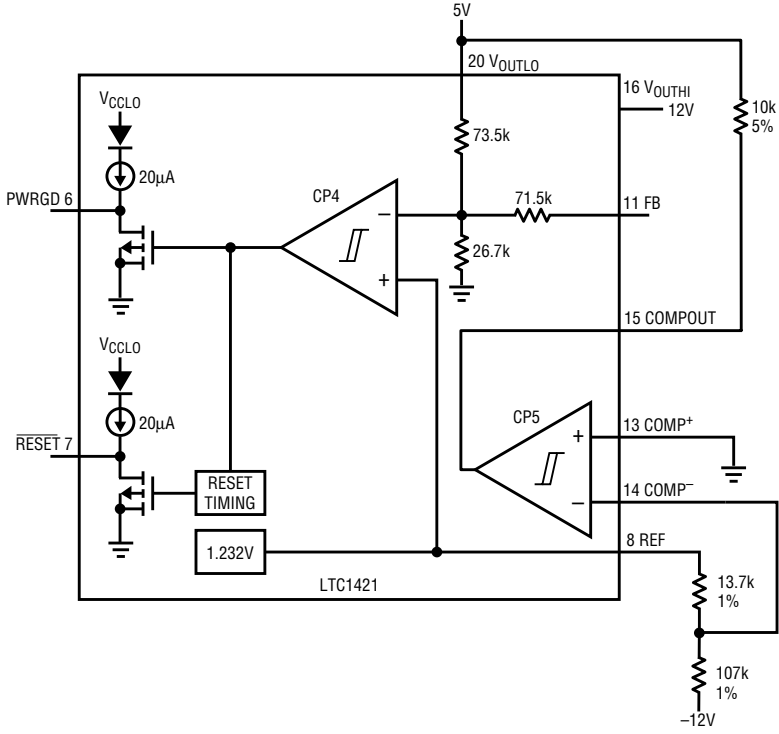 5V
20 VOUTLO
16 VOUTHI
12V
10k
5%
VCCLO
20µA
PWRGD 6
73.5k
71.5k
11 FB
26.7k
CP4
−
+
15 COMPOUT
VCCLO
20µA
RESET 7
RESET
TIMING
1.232V
CP5
+
−
13 COMP+
14 COMP−
8 REF
LTC1421
13.7k
1%
107k
1%
−12V